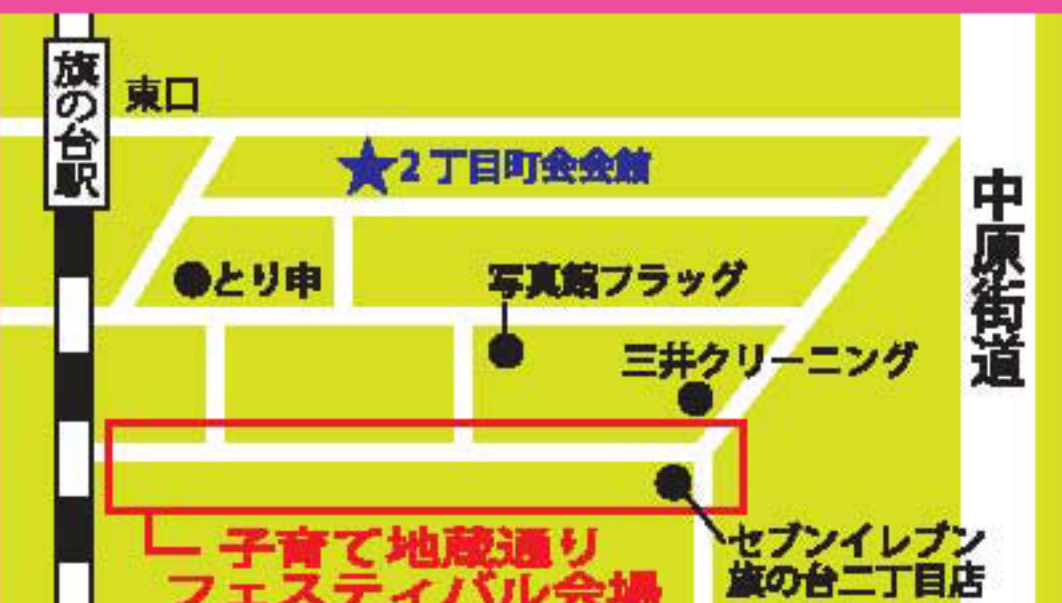 旗の台駅
東口
★2丁目町会会館
中原街道
●とり申
写真館フラッグ
三井クリーニング
子育て地蔵通り
フェスティバル会場
セブンイレブン
旗の台二丁目店